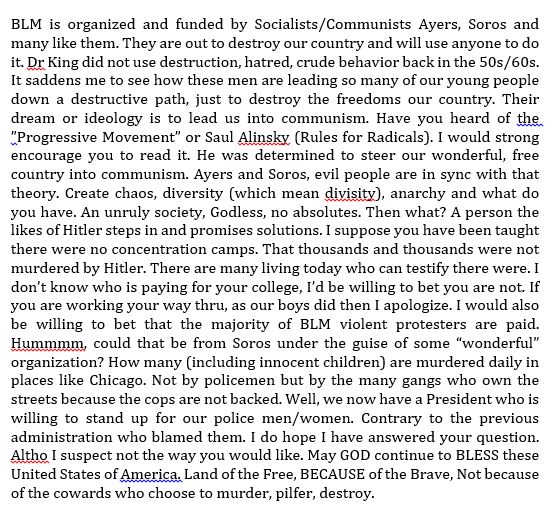 BLM is organized and funded by Socialists/Communists Ayers, Soros and
many like them. They are out to destroy our country and will use anyone to do
it. Dr King did not use destruction, hatred, crude behavior back in the 50s/60s.
It saddens me to see how these men are leading so many of our young people
down a destructive path, just to destroy the freedoms our country. Their
dream or ideology is to lead us into communism. Have you heard of the
"Progressive Movement" or Saul Alinsky (Rules for Radicals). I would strong
encourage you to read it. He was determined to steer our wonderful, free
country into communism. Ayers and Soros, evil people are in sync with that
theory. Create chaos, diversity (which mean divisity), anarchy and what do
you have. An unruly society, Godless, no absolutes. Then what? A person the
likes of Hitler steps in and promises solutions. I suppose you have been taught
there were no concentration camps. That thousands and thousands were not
murdered by Hitler. There are many living today who can testify there were. I
don't know who is paying for your college, I'd be willing to bet you are not. If
you are working your way thru, as our boys did then I apologize. I would also
be willing to bet that the majority of BLM violent protesters are paid.
Hummmm, could that be from Soros under the guise of some "wonderful"
organization? How many (including innocent children) are murdered daily in
places like Chicago. Not by policemen but by the many gangs who own the
streets because the cops are not backed. Well, we now have a President who is
willing to stand up for our police men/women. Contrary to the previous
administration who blamed them. I do hope I have answered your question.
Altho I suspect not the way you would like. May GOD continue to BLESS these
United States of America. Land of the Free, BECAUSE of the Brave, Not because
of the cowards who choose to murder, pilfer, destroy.